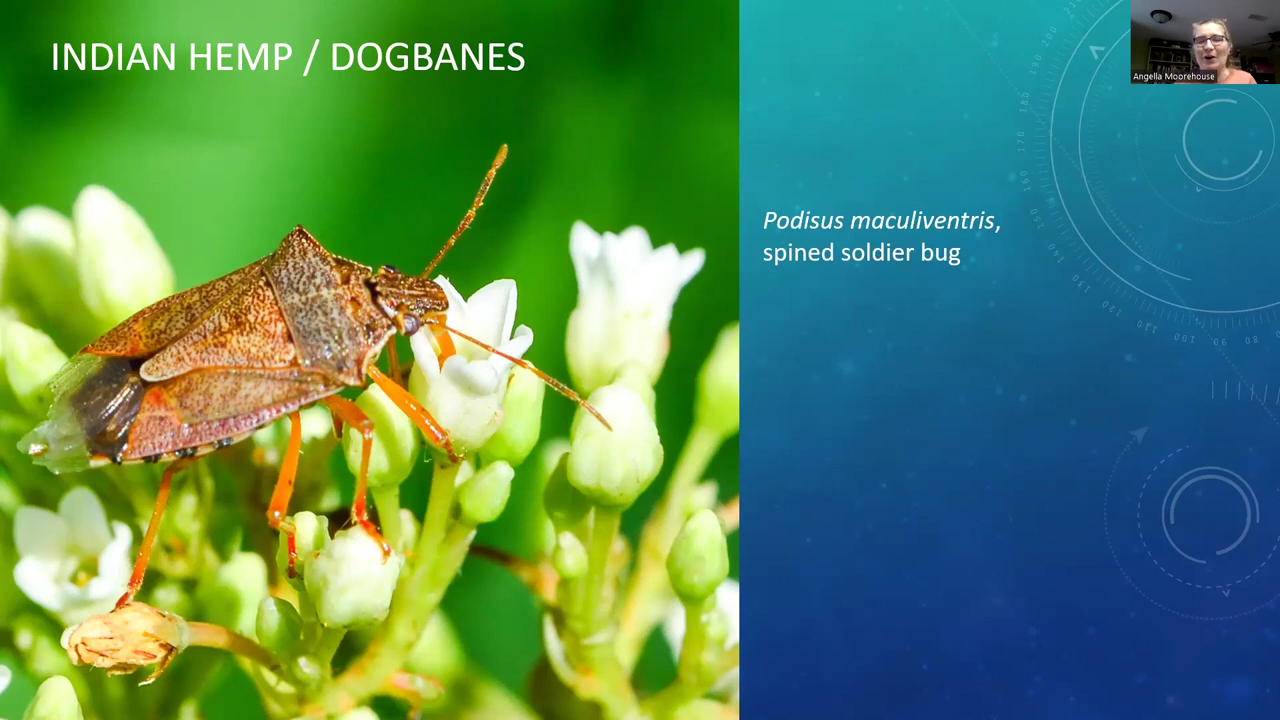 INDIAN HEMP / DOGBANES
Angella Moorehouse
Podisus maculiventris,
spined soldier bug